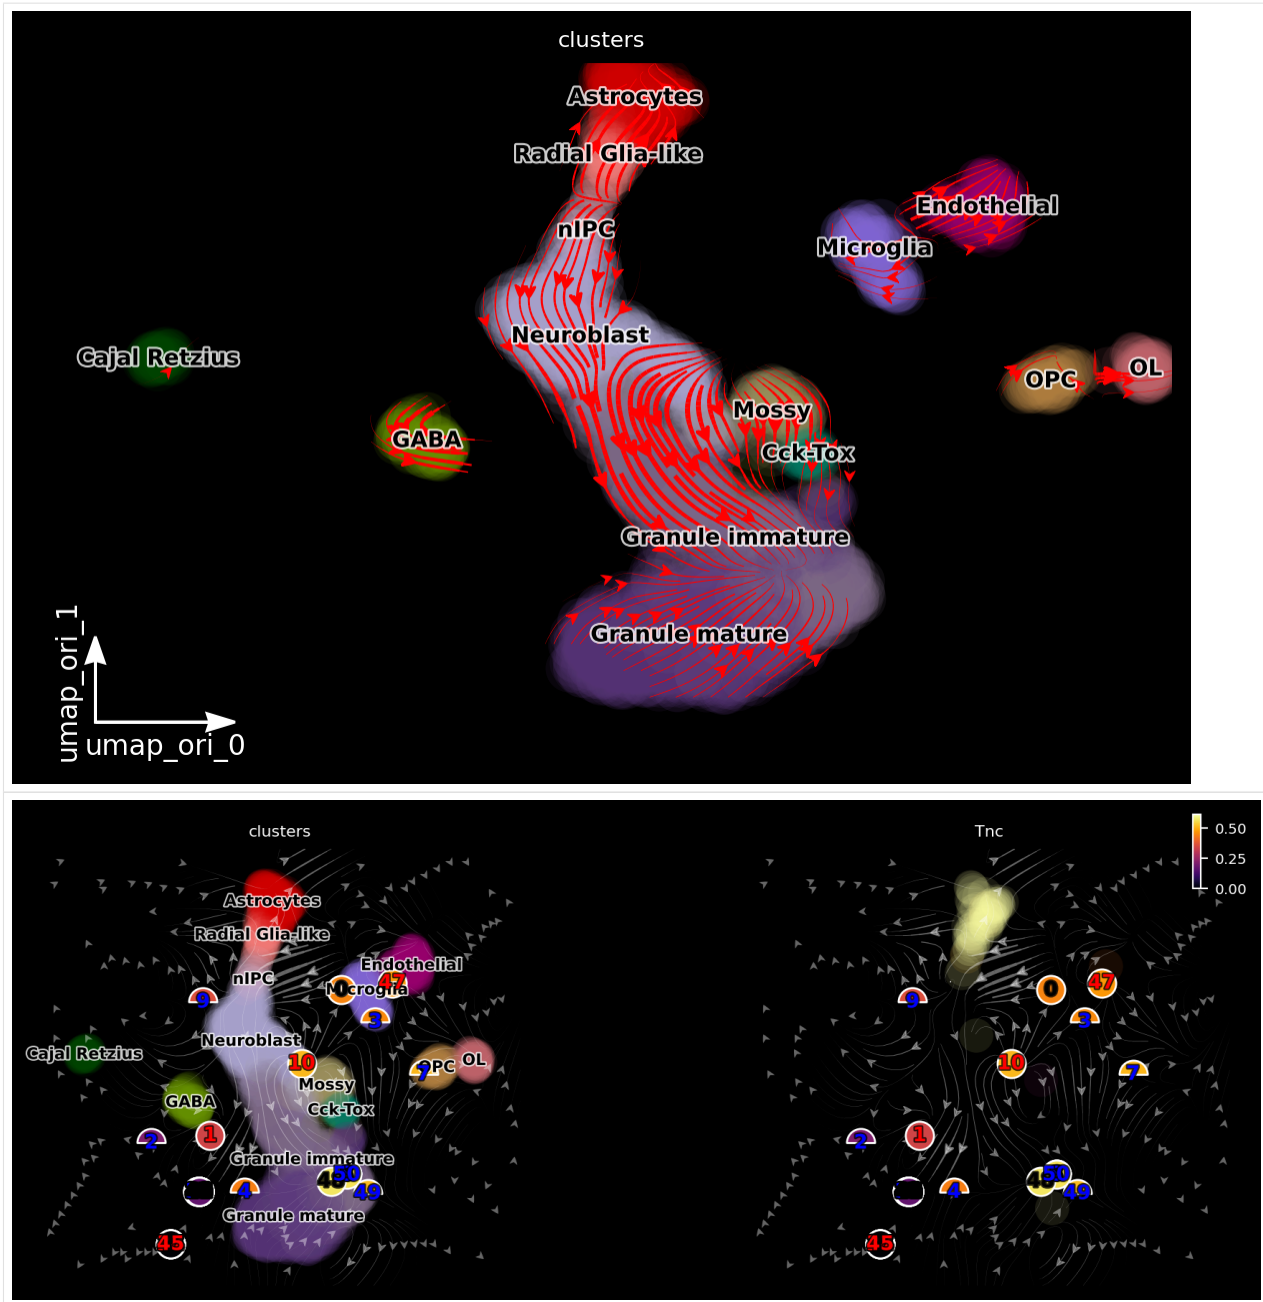 clusters
Astrocytes
Radial Glia-like
nIPC
Endothelial
Microglia
Neuroblast
Cajal Retzius
OL
OPC
Mossy
GABA
Cck-Tox
Granule immature
Granule mature
umap_ori_1
umap_ori_0
clusters
Astrocytes
Radial Glia-like
nIPC
Endothelial
Microglia
0
47
9
3
Neuroblast
Cajal Retzius
10
OL
OPC
7
Mossy
GABA
Cck-Tox
1
2
Granule immature
50
4
49
Granule mature
45
Tnc
0.50
0.25
0.00
0
47
9
3
10
7
1
2
50
4
49
45